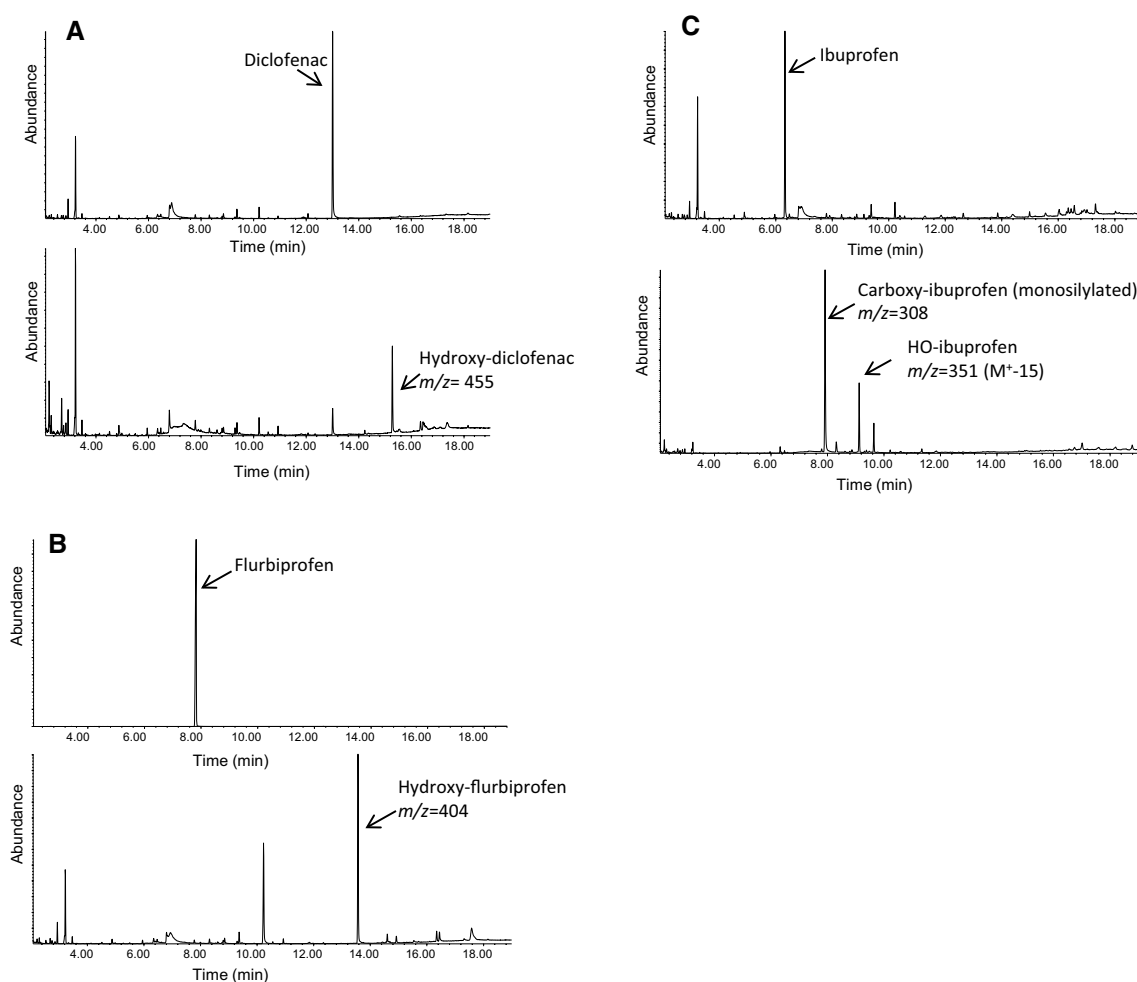 A
Abundance
Diclofenac
4.00 6.00 8.00 10.00 12.00 14.00 16.00 18.00
Time (min)
Abundance
Hydroxy-diclofenac
m/z= 455
4.00 6.00 8.00 10.00 12.00 14.00 16.00 18.00
Time (min)
B
Abundance
Flurbiprofen
4.00 6.00 8.00 10.00 12.00 14.00 16.00 18.00
Time (min)
Abundance
Hydroxy-flurbiprofen
m/z=404
4.00 6.00 8.00 10.00 12.00 14.00 16.00 18.00
Time (min)
C
Abundance
Ibuprofen
4.00 6.00 8.00 10.00 12.00 14.00 16.00 18.00
Time (min)
Abundance
Carboxy-ibuprofen (monosilylated)
m/z=308
HO-ibuprofen
m/z=351 (M⁺-15)
4.00 6.00 8.00 10.00 12.00 14.00 16.00 18.00
Time (min)